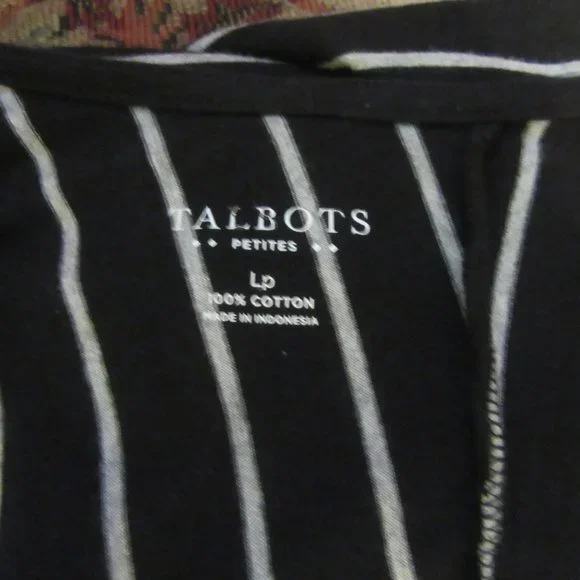 TALBOTS
PETITES
Lp
100% COTTON
MADE IN INDONESIA